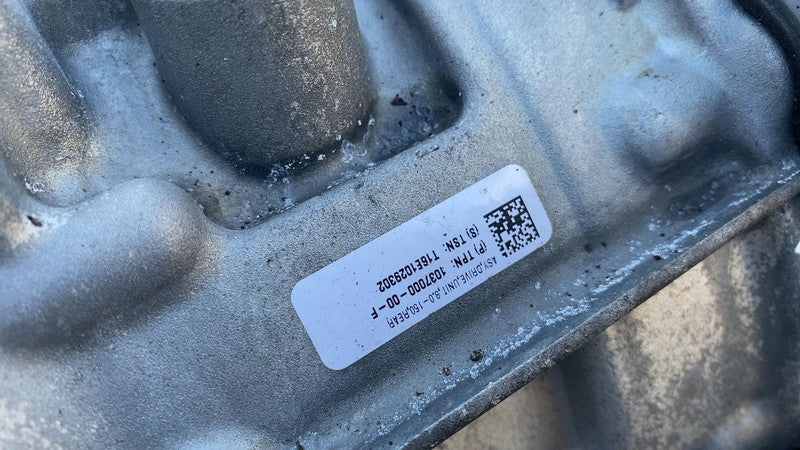 ASY,DRIVE,UNIT,8.0-150,REAR,
(P) TPN: 1037000-00-F
(S) TSN: T16E1029302